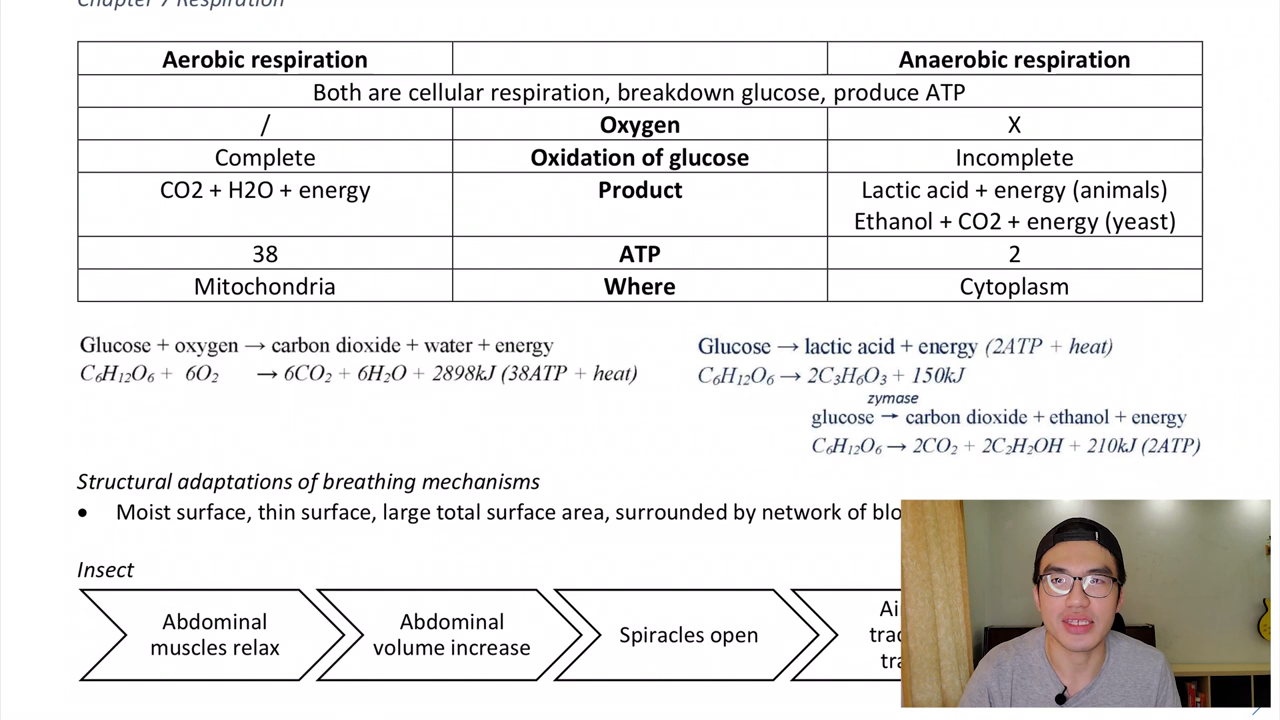 Chapter 7 Respiration
Aerobic respiration Anaerobic respiration
Both are cellular respiration, breakdown glucose, produce ATP
/ Oxygen X
Complete Oxidation of glucose Incomplete
CO2 + H2O + energy Product Lactic acid + energy (animals)
Ethanol + CO2 + energy (yeast)
38 ATP 2
Mitochondria Where Cytoplasm
Glucose + oxygen → carbon dioxide + water + energy
C₆H₁₂O₆ + 6O₂ → 6CO₂ + 6H₂O + 2898kJ (38ATP + heat)
Glucose → lactic acid + energy (2ATP + heat)
C₆H₁₂O₆ → 2C₃H₆O₃ + 150kJ
zymase
glucose → carbon dioxide + ethanol + energy
C₆H₁₂O₆ → 2CO₂ + 2C₂H₂OH + 210kJ (2ATP)
Structural adaptations of breathing mechanisms
• Moist surface, thin surface, large total surface area, surrounded by network of
Insect
Abdominal
muscles relax
Abdominal
volume increase
Spiracles open